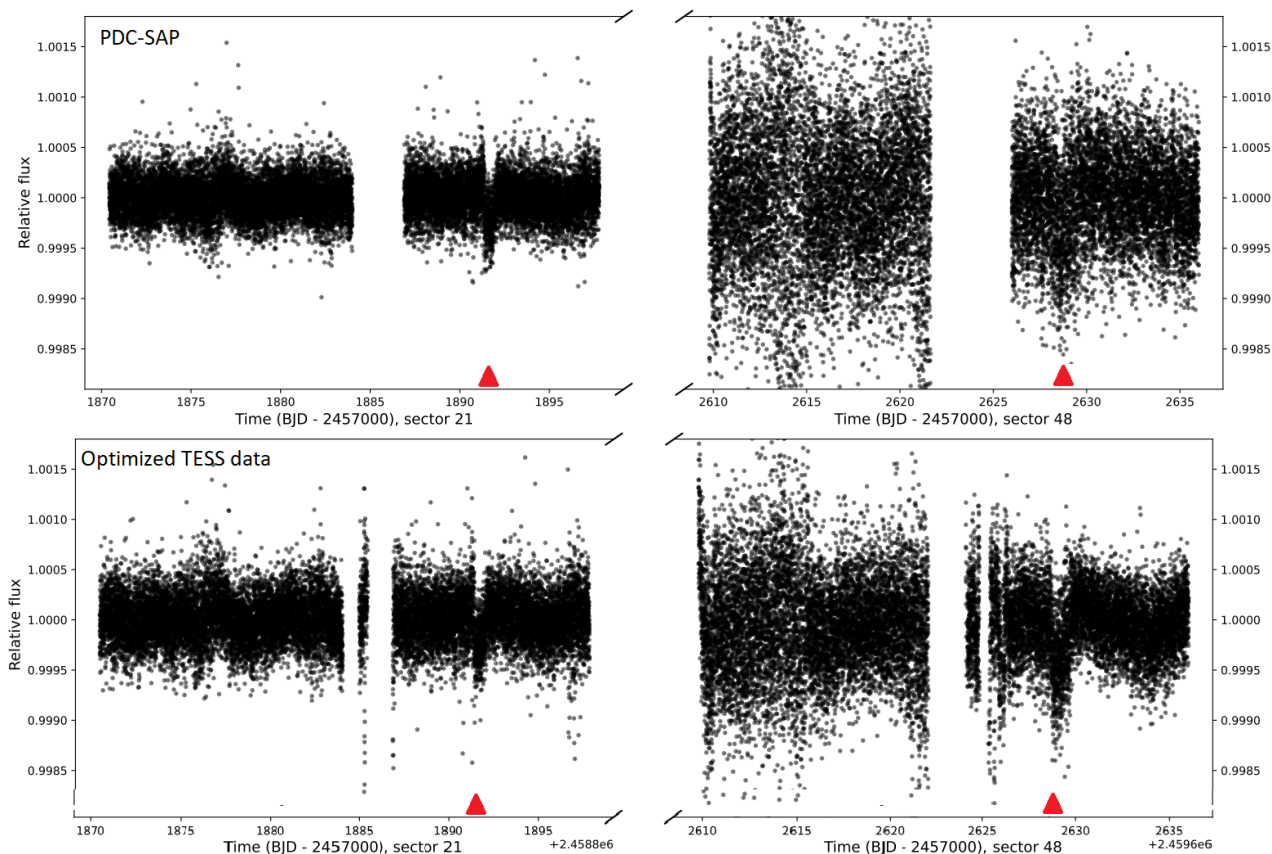 PDC-SAP
1.0015
1.0010
1.0005
1.0000
0.9995
0.9990
0.9985
Relative flux
1870 1875 1880 1885 1890 1895
Time (BJD - 2457000), sector 21
1.0015
1.0010
1.0005
1.0000
0.9995
0.9990
0.9985
2610 2615 2620 2625 2630 2635
Time (BJD - 2457000), sector 48
Optimized TESS data
1.0015
1.0010
1.0005
1.0000
0.9995
0.9990
0.9985
Relative flux
1870 1875 1880 1885 1890 1895
Time (BJD - 2457000), sector 21
+2.4588e6
1.0015
1.0010
1.0005
1.0000
0.9995
0.9990
0.9985
2610 2615 2620 2625 2630 2635
Time (BJD - 2457000), sector 48
+2.4596e6